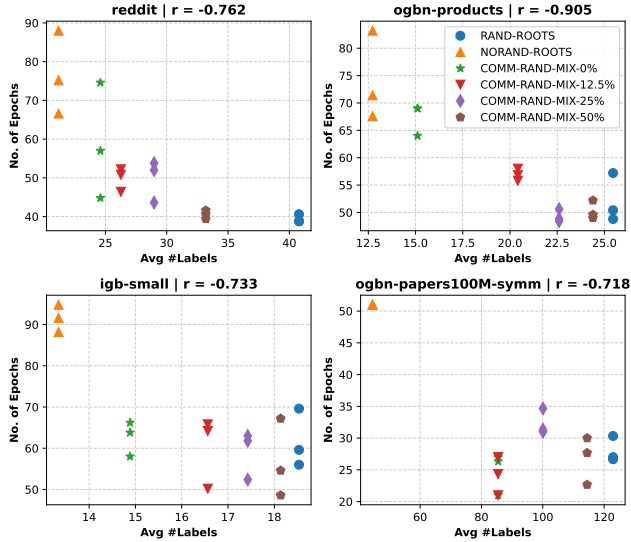 reddit | r = -0.762
No. of Epochs
90
80
70
60
50
40
25
30
35
40
Avg #Labels
ogbn-products | r = -0.905
No. of Epochs
80
75
70
65
60
55
50
12.5
15.0
17.5
20.0
22.5
25.0
Avg #Labels
RAND-ROOTS
NORAND-ROOTS
COMM-RAND-MIX-0%
COMM-RAND-MIX-12.5%
COMM-RAND-MIX-25%
COMM-RAND-MIX-50%
igb-small | r = -0.733
No. of Epochs
90
80
70
60
50
14
15
16
17
18
Avg #Labels
ogbn-papers100M-symm | r = -0.718
No. of Epochs
50
45
40
35
30
25
20
60
80
100
120
Avg #Labels